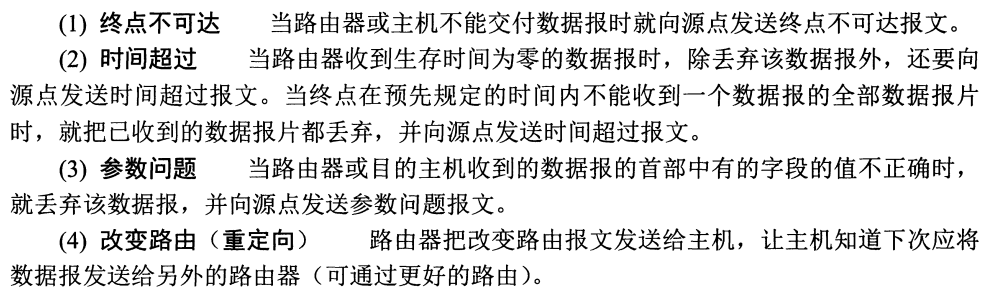 (1) 终点不可达 当路由器或主机不能交付数据报时就向源点发送终点不可达报文。
(2) 时间超过 当路由器收到生存时间为零的数据报时，除丢弃该数据报外，还要向
源点发送时间超过报文。当终点在预先规定的时间内不能收到一个数据报的全部数据报片
时，就把已收到的数据报片都丢弃，并向源点发送时间超过报文。
(3) 参数问题 当路由器或目的主机收到的数据报的首部中有的字段的值不正确时，
就丢弃该数据报，并向源点发送参数问题报文。
(4) 改变路由（重定向） 路由器把改变路由报文发送给主机，让主机知道下次应将
数据报发送给另外的路由器（可通过更好的路由）。